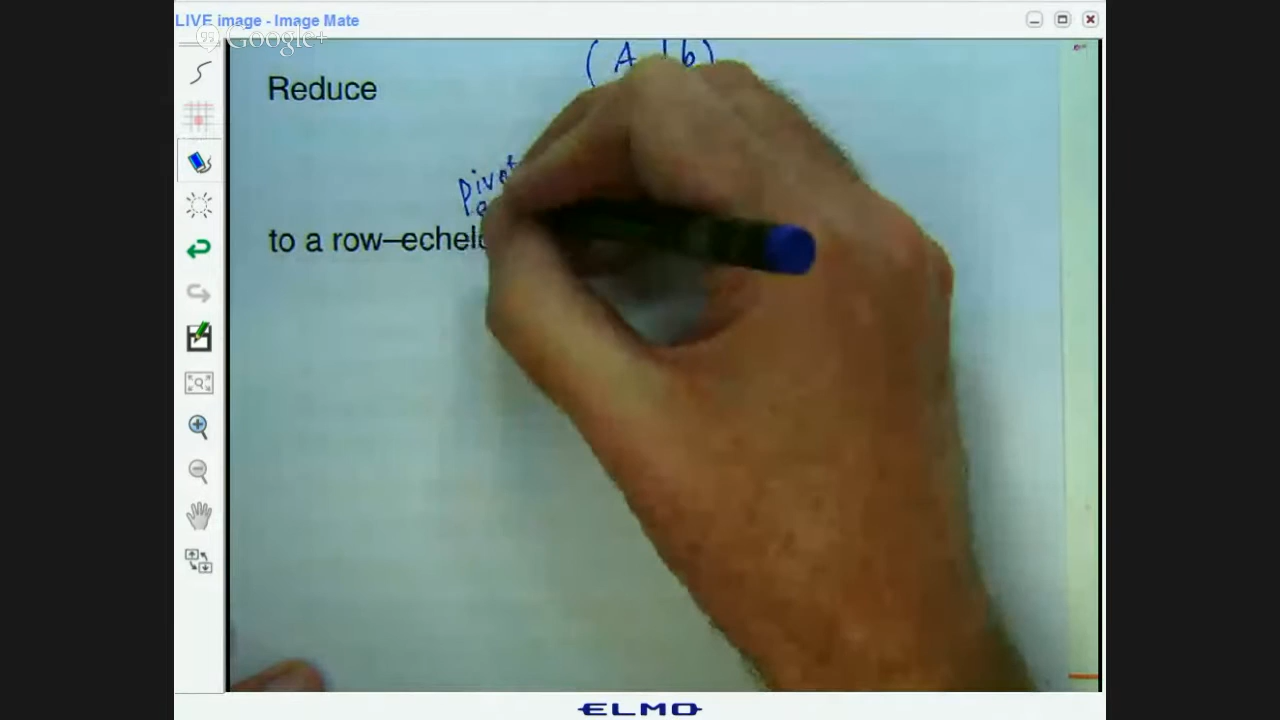 LIVE image - Image Mate
Google+
( A | b )
Reduce
pivot
to a row–echel
ELMO